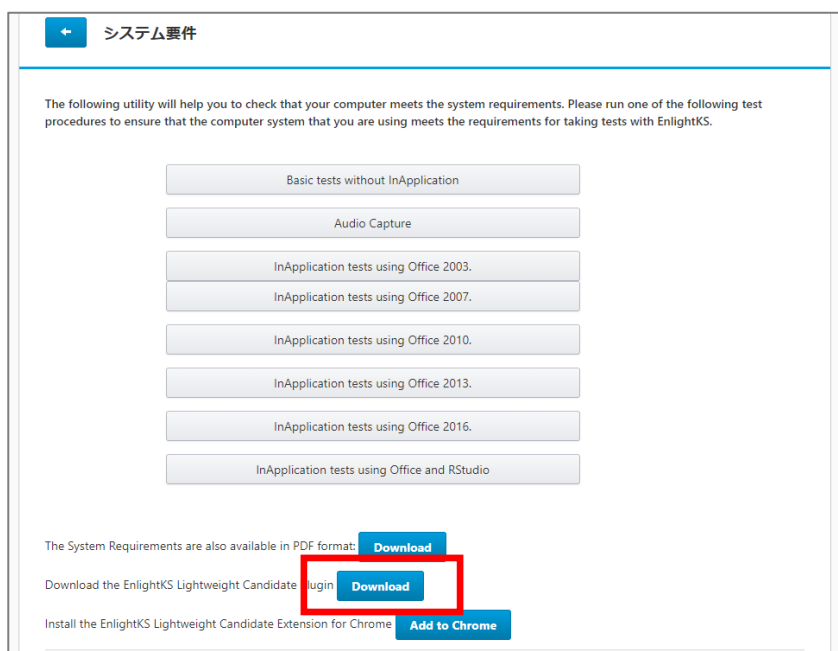 システム要件
The following utility will help you to check that your computer meets the system requirements. Please run one of the following test
procedures to ensure that the computer system that you are using meets the requirements for taking tests with EnlightKS.
Basic tests without InApplication
Audio Capture
InApplication tests using Office 2003.
InApplication tests using Office 2007.
InApplication tests using Office 2010.
InApplication tests using Office 2013.
InApplication tests using Office 2016.
InApplication tests using Office and RStudio
The System Requirements are also available in PDF format: Download
Download the EnlightKS Lightweight Candidate Plugin Download
Install the EnlightKS Lightweight Candidate Extension for Chrome Add to Chrome